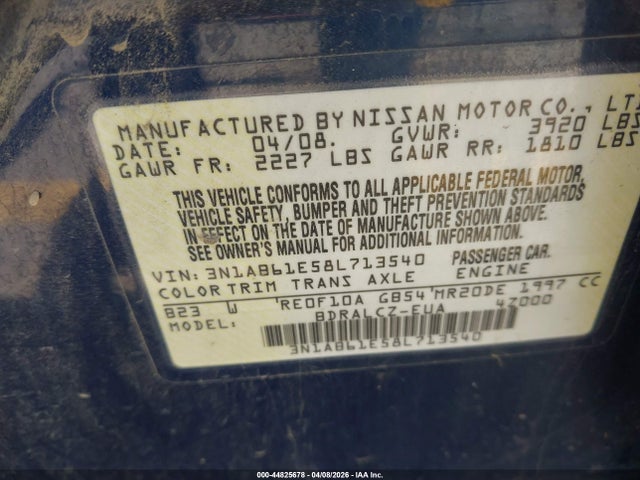 MANUFACTURED BY NISSAN MOTOR CO., LT
DATE: 04/08. GVWR: 3920 LBS
GAWR FR: 2227 LBS GAWR RR: 1810 LBS
THIS VEHICLE CONFORMS TO ALL APPLICABLE FEDERAL MOTOR
VEHICLE SAFETY, BUMPER AND THEFT PREVENTION STANDARDS
IN EFFECT ON THE DATE OF MANUFACTURE SHOWN ABOVE.
SEE OWNER'S MANUAL FOR ADDITIONAL INFORMATION.
VIN: 3N1AB61E58L713540 PASSENGER CAR.
COLOR TRIM TRANS AXLE ENGINE
B23 W RE0F10A GB54 MR20DE 1997 CC
MODEL: BDRALCZ-EUA 4Z000
3N1AB61E58L713540
000-44825678 - 04/08/2026 - IAA Inc.